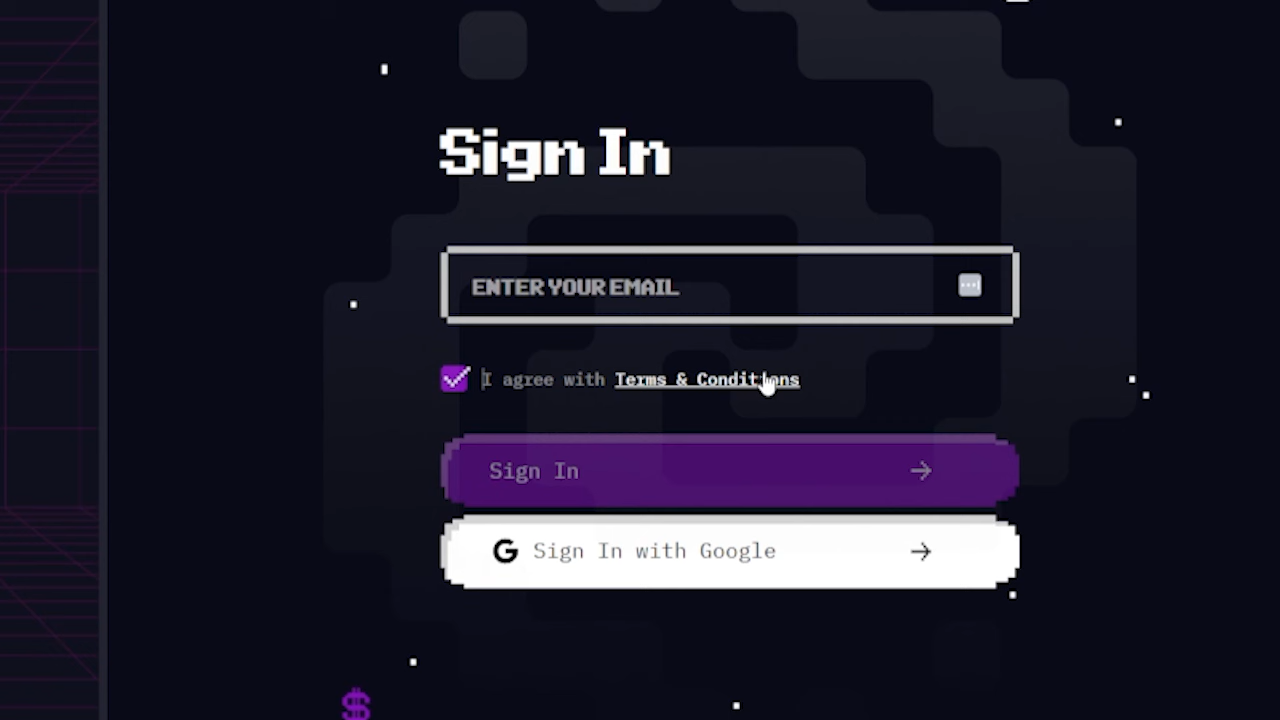 Sign In
ENTER YOUR EMAIL
I agree with Terms & Conditions
Sign In
G Sign In with Google
$